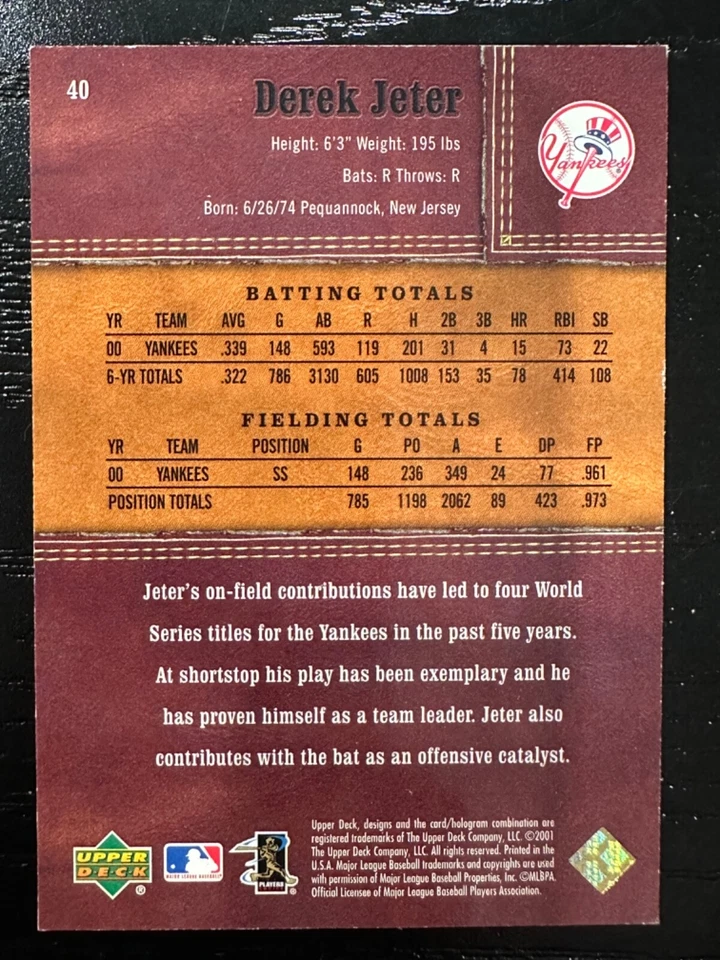 40
Derek Jeter
Height: 6'3" Weight: 195 lbs
Bats: R Throws: R
Born: 6/26/74 Pequannock, New Jersey
Yankees
BATTING TOTALS
YR TEAM AVG G AB R H 2B 3B HR RBI SB
00 YANKEES .339 148 593 119 201 31 4 15 73 22
6-YR TOTALS .322 786 3130 605 1008 153 35 78 414 108
FIELDING TOTALS
YR TEAM POSITION G PO A E DP FP
00 YANKEES SS 148 236 349 24 77 .961
POSITION TOTALS 785 1198 2062 89 423 .973
Jeter's on-field contributions have led to four World
Series titles for the Yankees in the past five years.
At shortstop his play has been exemplary and he
has proven himself as a team leader. Jeter also
contributes with the bat as an offensive catalyst.
Upper Deck, designs and the card/hologram combination are
registered trademarks of The Upper Deck Company, LLC. ©2001
The Upper Deck Company, LLC. All rights reserved. Printed in the
U.S.A. Major League Baseball trademarks and copyrights are used
with permission of Major League Baseball Properties, Inc. ©MLBPA.
Official Licensee of Major League Baseball Players Association.
UPPER
DECK®
MAJOR LEAGUE BASEBALL
PLAYERS